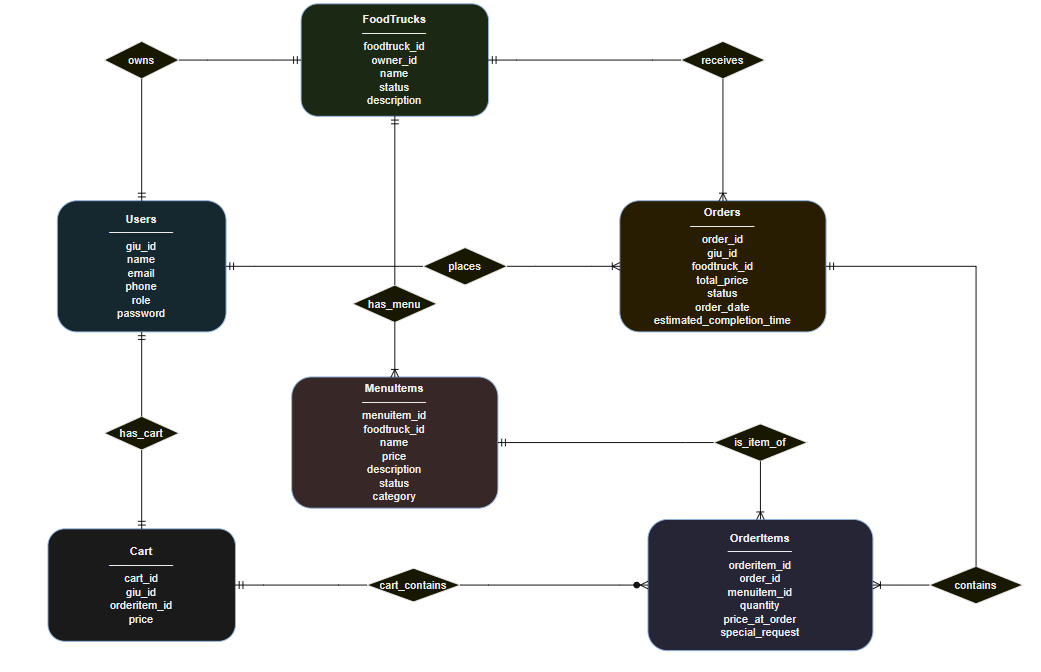 FoodTrucks
foodtruck_id
owner_id
name
status
description
owns
receives
Users
giu_id
name
email
phone
role
password
places
Orders
order_id
giu_id
foodtruck_id
total_price
status
order_date
estimated_completion_time
has_menu
MenuItems
menuitem_id
foodtruck_id
name
price
description
status
category
has_cart
is_item_of
Cart
cart_id
giu_id
orderitem_id
price
cart_contains
OrderItems
orderitem_id
order_id
menuitem_id
quantity
price_at_order
special_request
contains